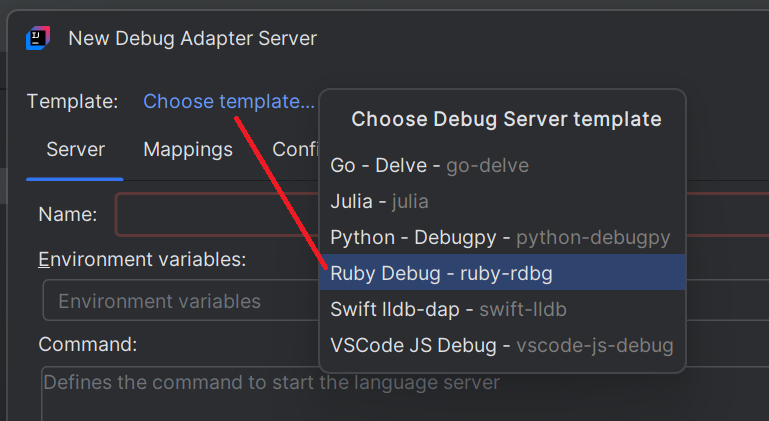 New Debug Adapter Server
Template: Choose template...
Choose Debug Server template
Server Mappings Confi
Go - Delve - go-delve
Julia - julia
Python - Debugpy - python-debugpy
Ruby Debug - ruby-rdbg
Swift lldb-dap - swift-lldb
VSCode JS Debug - vscode-js-debug
Name:
Environment variables:
Environment variables
Command:
Defines the command to start the language server